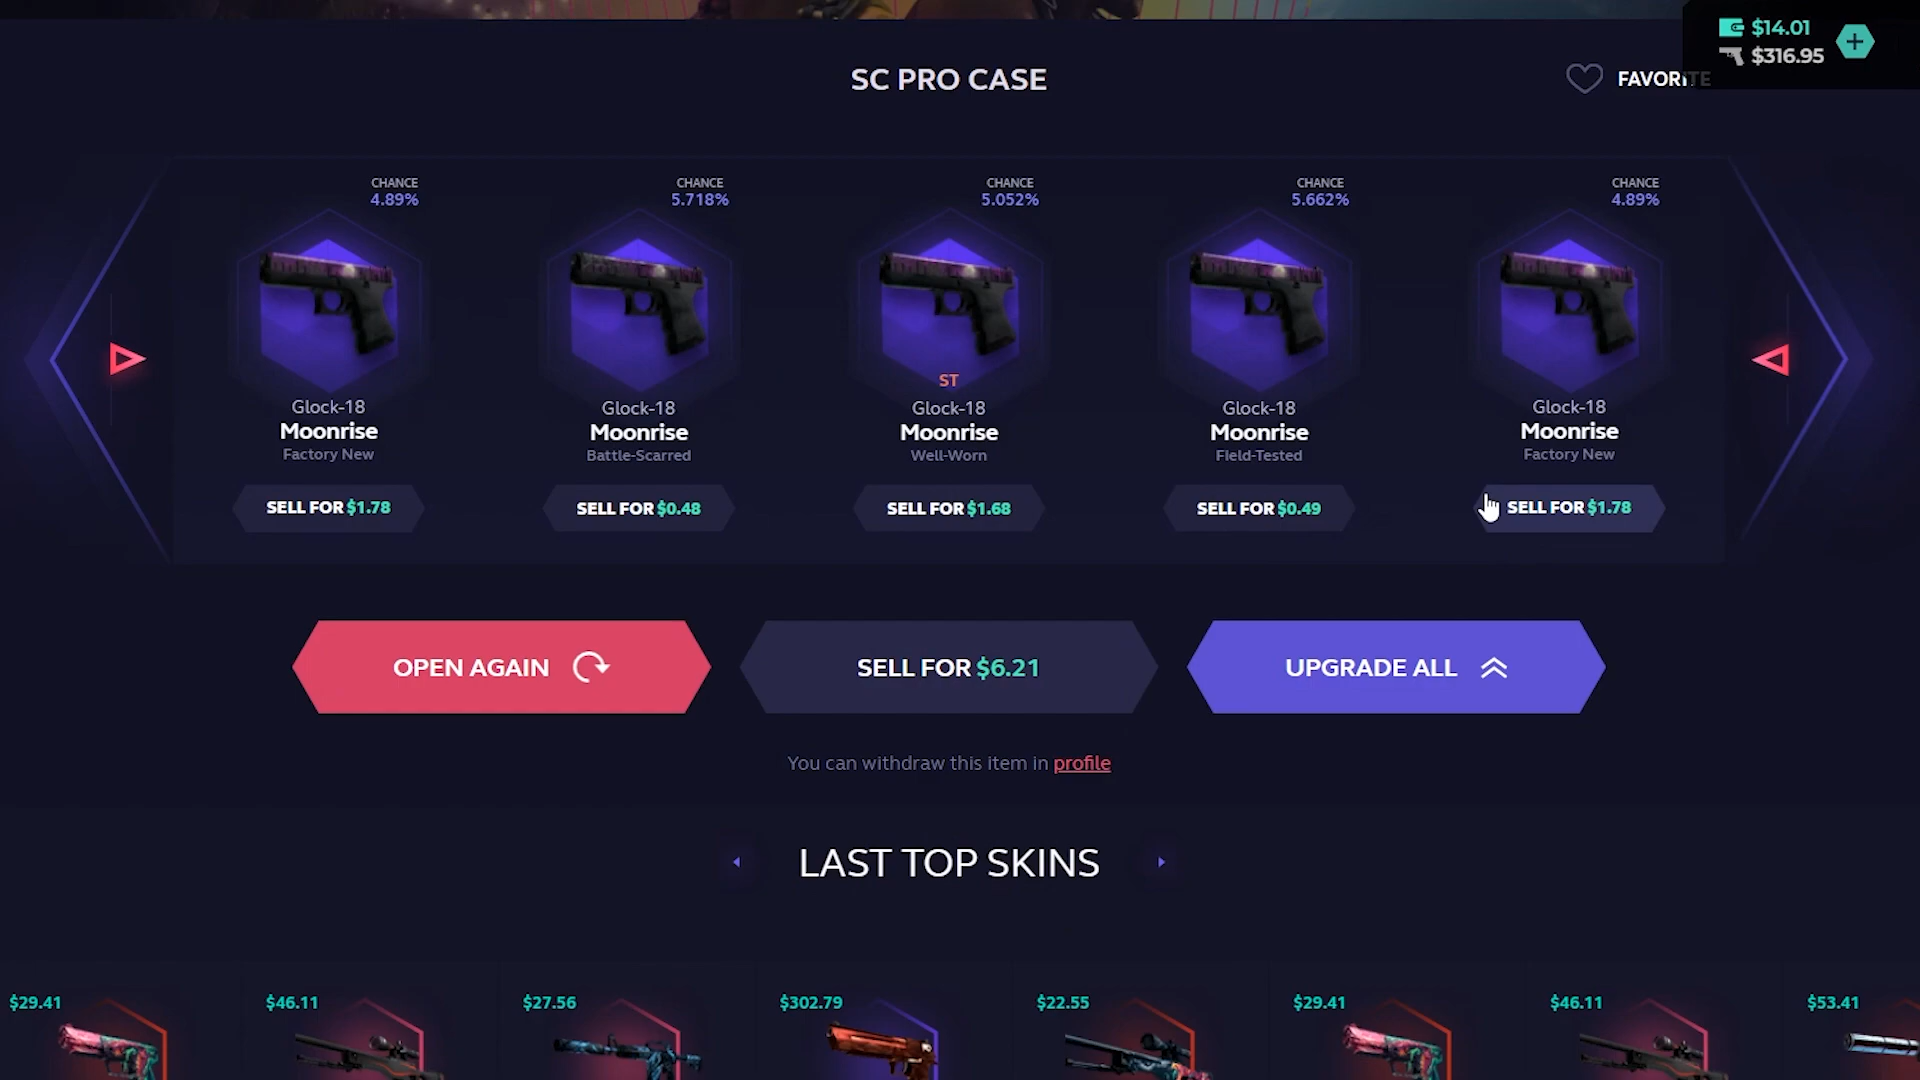 $14.01
$316.95
SC PRO CASE
FAVORITE
CHANCE
4.89%
CHANCE
5.718%
CHANCE
5.052%
CHANCE
5.662%
CHANCE
4.89%
ST
Glock-18
Moonrise
Factory New
Glock-18
Moonrise
Battle-Scarred
Glock-18
Moonrise
Well-Worn
Glock-18
Moonrise
Field-Tested
Glock-18
Moonrise
Factory New
SELL FOR $1.78
SELL FOR $0.48
SELL FOR $1.68
SELL FOR $0.49
SELL FOR $1.78
OPEN AGAIN
SELL FOR $6.21
UPGRADE ALL
You can withdraw this item in profile
LAST TOP SKINS
$29.41
$46.11
$27.56
$302.79
$22.55
$29.41
$46.11
$53.41